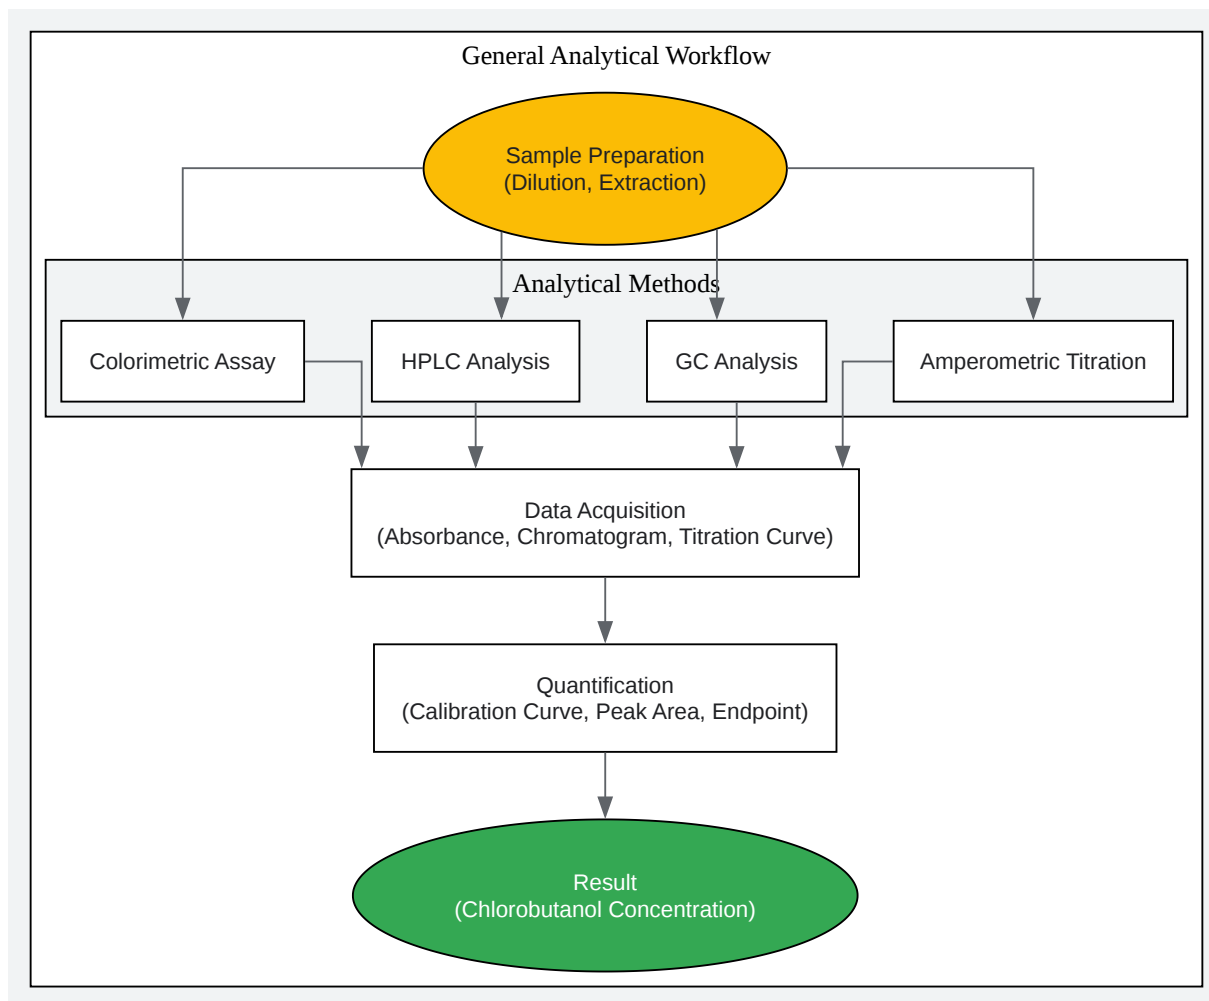 General Analytical Workflow
Sample Preparation
(Dilution, Extraction)
Analytical Methods
Colorimetric Assay
HPLC Analysis
GC Analysis
Amperometric Titration
Data Acquisition
(Absorbance, Chromatogram, Titration Curve)
Quantification
(Calibration Curve, Peak Area, Endpoint)
Result
(Chlorobutanol Concentration)